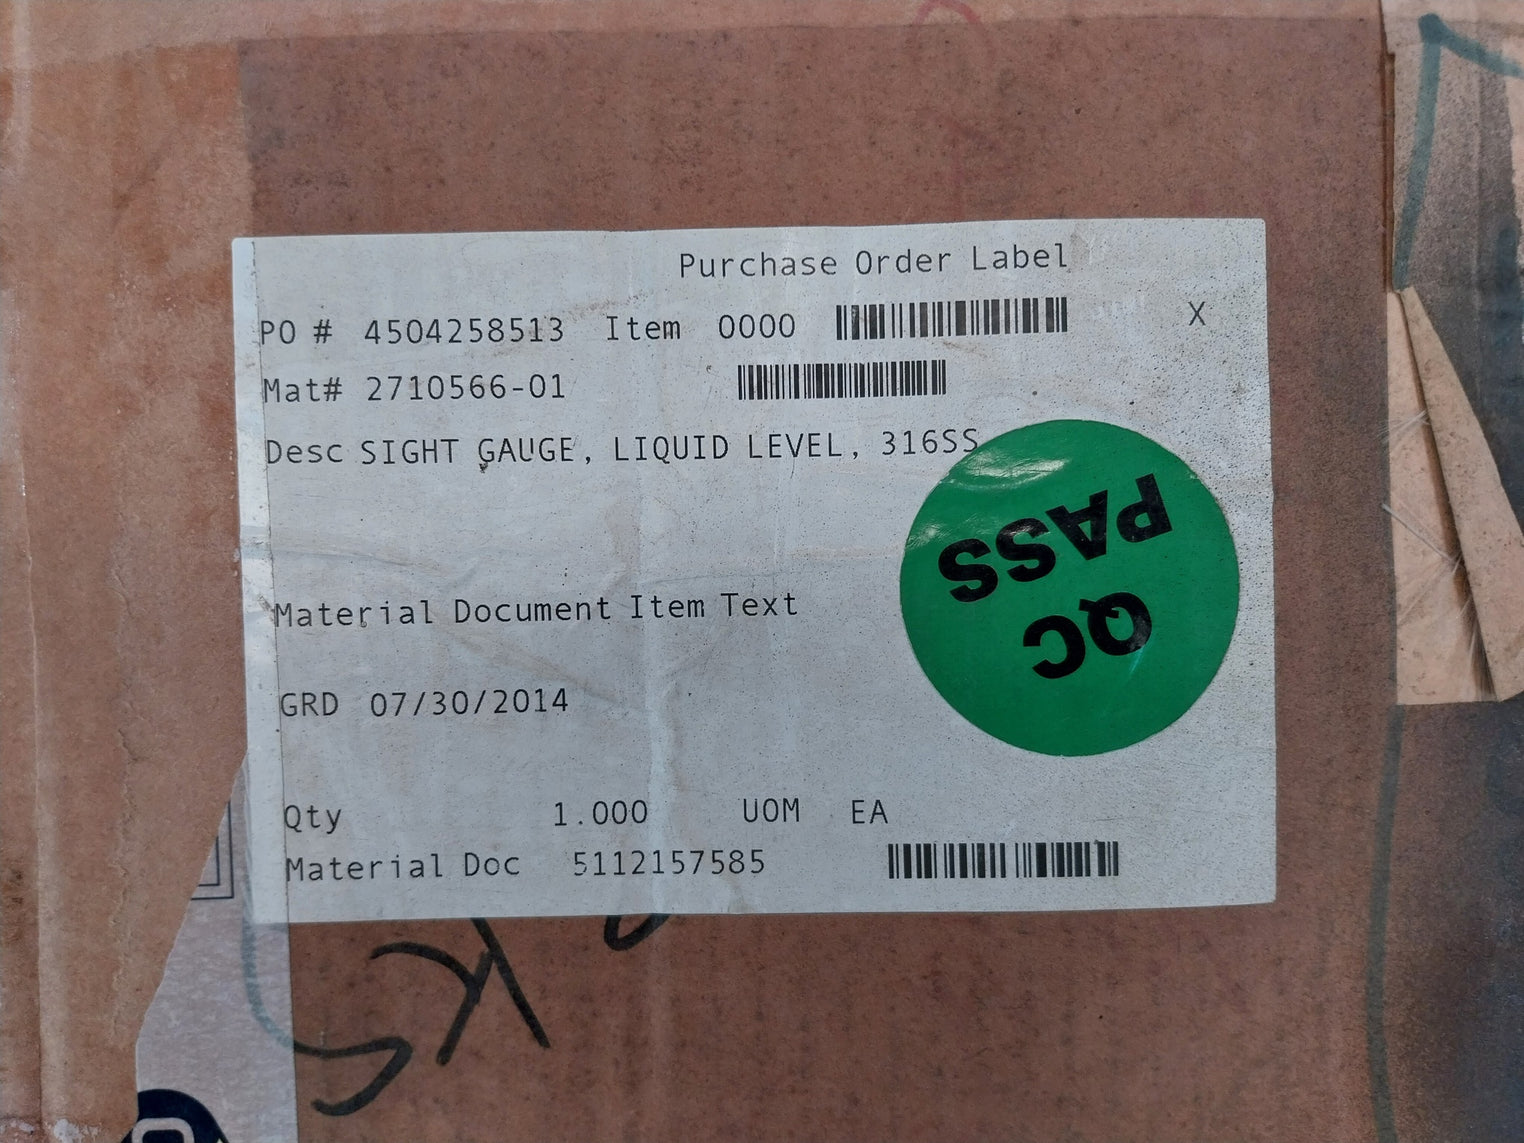 Purchase Order Label
PO # 4504258513 Item 0000 X
Mat# 2710566-01
Desc SIGHT GAUGE, LIQUID LEVEL, 316SS
QC
PASS
Material Document Item Text
GRD 07/30/2014
Qty 1.000 UOM EA
Material Doc 5112157585